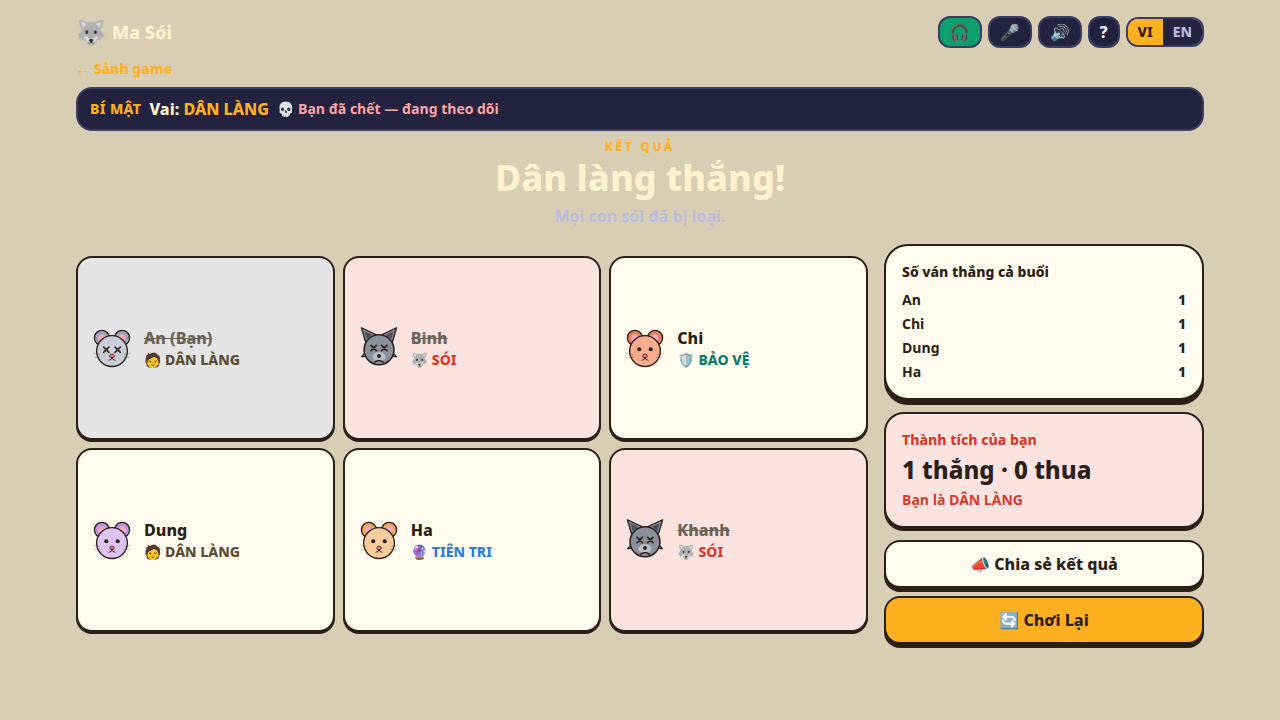 Ma Sói
?
VI
EN
← Sảnh game
BÍ MẬT Vai: DÂN LÀNG 💀 Bạn đã chết — đang theo dõi
KẾT QUẢ
Dân làng thắng!
Mọi con sói đã bị loại.
An (Bạn)
DÂN LÀNG
Bình
SÓI
Chi
BẢO VỆ
Dung
DÂN LÀNG
Ha
TIÊN TRI
Khanh
SÓI
Số ván thắng cả buổi
An 1
Chi 1
Dung 1
Ha 1
Thành tích của bạn
1 thắng · 0 thua
Bạn là DÂN LÀNG
Chia sẻ kết quả
Chơi Lại